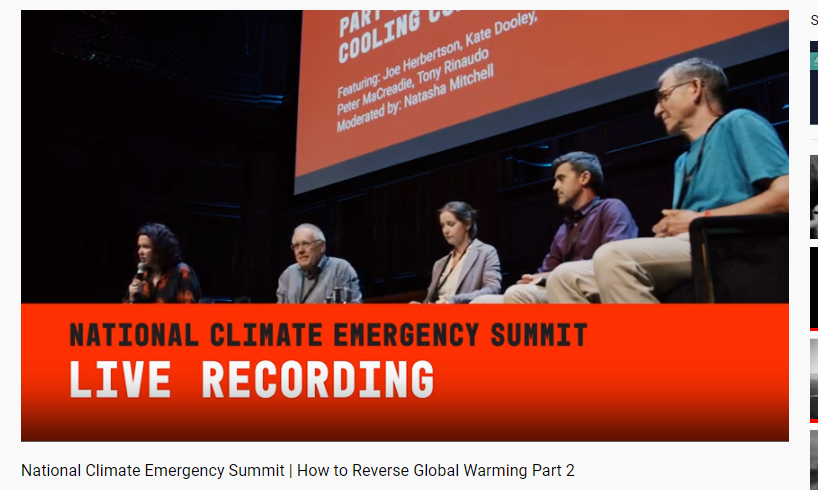 COOLING
Featuring: Joe Herbertson, Kate Dooley,
Peter MacCreadie, Tony Rinaudo
Moderated by: Natasha Mitchell
NATIONAL CLIMATE EMERGENCY SUMMIT
LIVE RECORDING
National Climate Emergency Summit | How to Reverse Global Warming Part 2